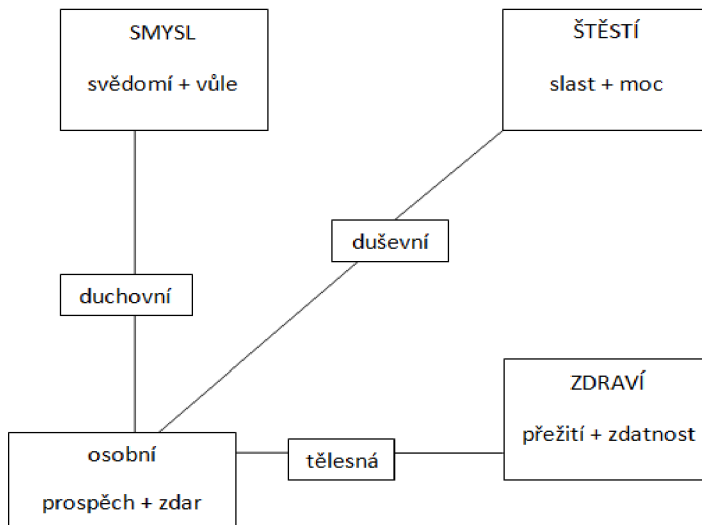 SMYSL
svědomí + vůle
ŠTĚSTÍ
slast + moc
duševní
duchovní
ZDRAVÍ
přežití + zdatnost
osobní
prospěch + zdar
tělesná